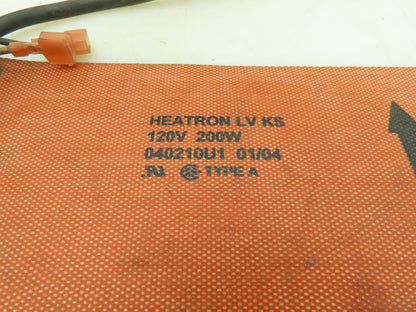 HEATRON LV KS
120V 200W
040210U1 01/04
TYPE A